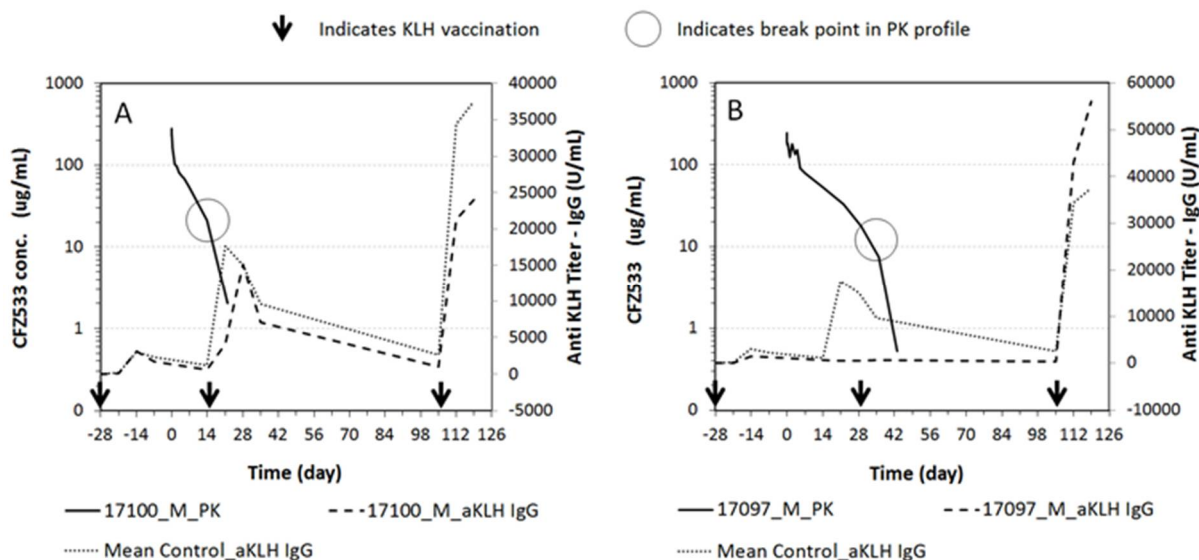 Indicates KLH vaccination
Indicates break point in PK profile
A
CFZ533 conc. (ug/mL)
1000
100
10
1
0
40000
35000
30000
25000
20000
15000
10000
5000
0
-5000
Anti KLH Titer - IgG (U/mL)
-28 -14 0 14 28 42 56 70 84 98 112 126
Time (day)
17100_M_PK
17100_M_aKLH IgG
Mean Control_aKLH IgG
B
CFZ533 (ug/mL)
1000
100
10
1
0
60000
50000
40000
30000
20000
10000
0
-10000
Anti KLH Titer - IgG (U/mL)
-28 -14 0 14 28 42 56 70 84 98 112 126
Time (day)
17097_M_PK
17097_M_aKLH IgG
Mean Control_aKLH IgG